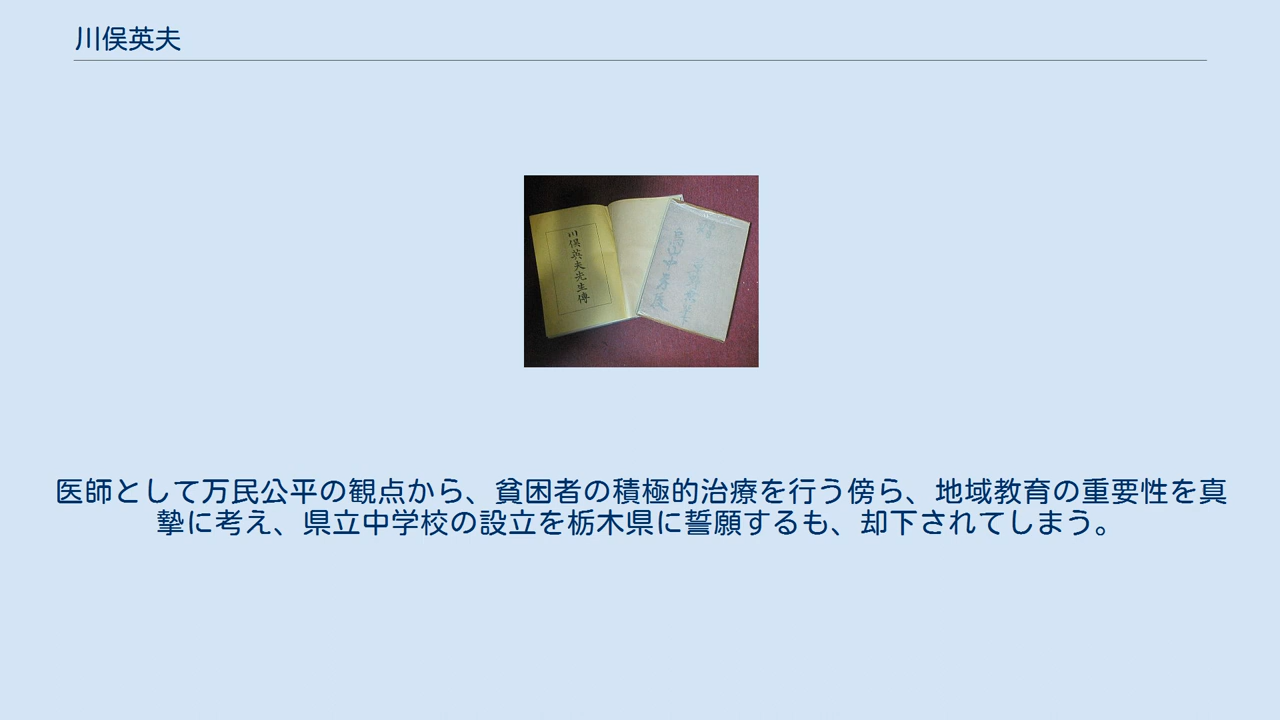 川俣英夫
川俣英夫先生傳
医師として万民公平の観点から、貧困者の積極的治療を行う傍ら、地域教育の重要性を真
摯に考え、県立中学校の設立を栃木県に誓願するも、却下されてしまう。